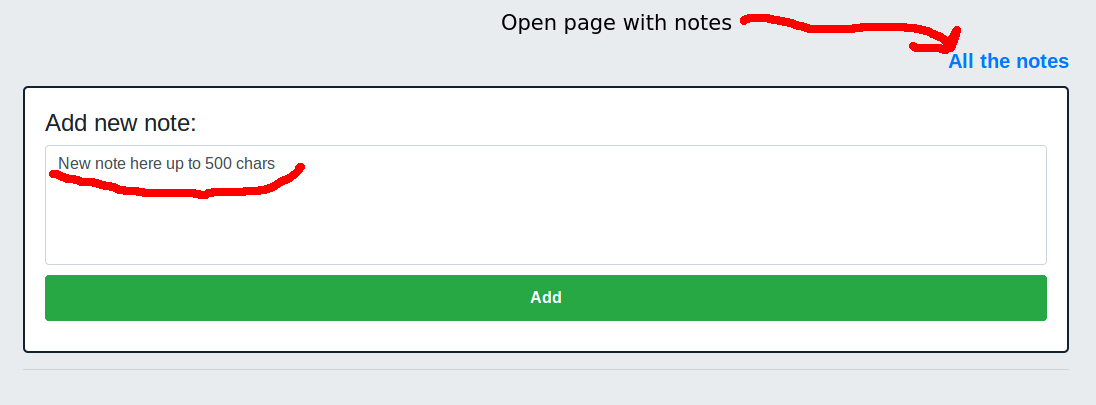 Open page with notes
All the notes
Add new note:
New note here up to 500 chars
Add